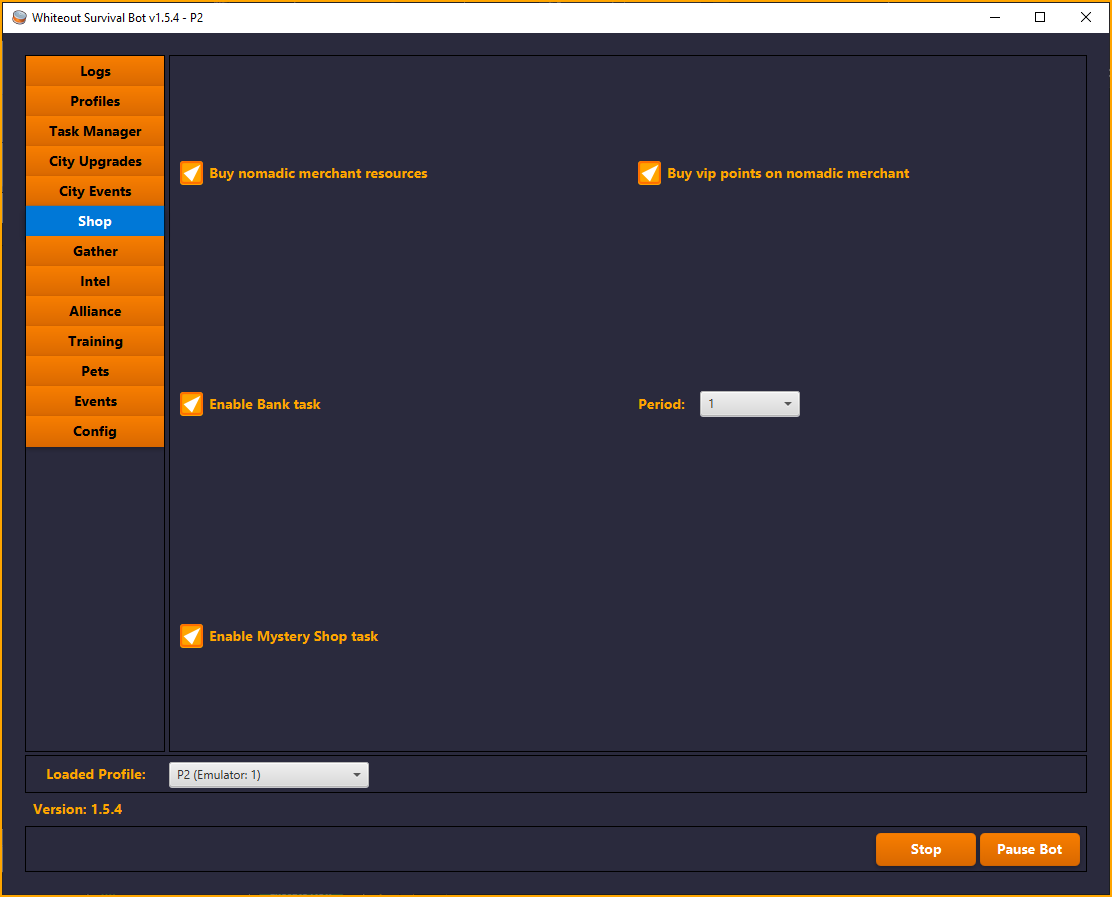 Whiteout Survival Bot v1.5.4 - P2
Logs
Profiles
Task Manager
City Upgrades
City Events
Shop
Gather
Intel
Alliance
Training
Pets
Events
Config
Buy nomadic merchant resources
Buy vip points on nomadic merchant
Enable Bank task
Period: 1
Enable Mystery Shop task
Loaded Profile: P2 (Emulator: 1)
Version: 1.5.4
Stop
Pause Bot